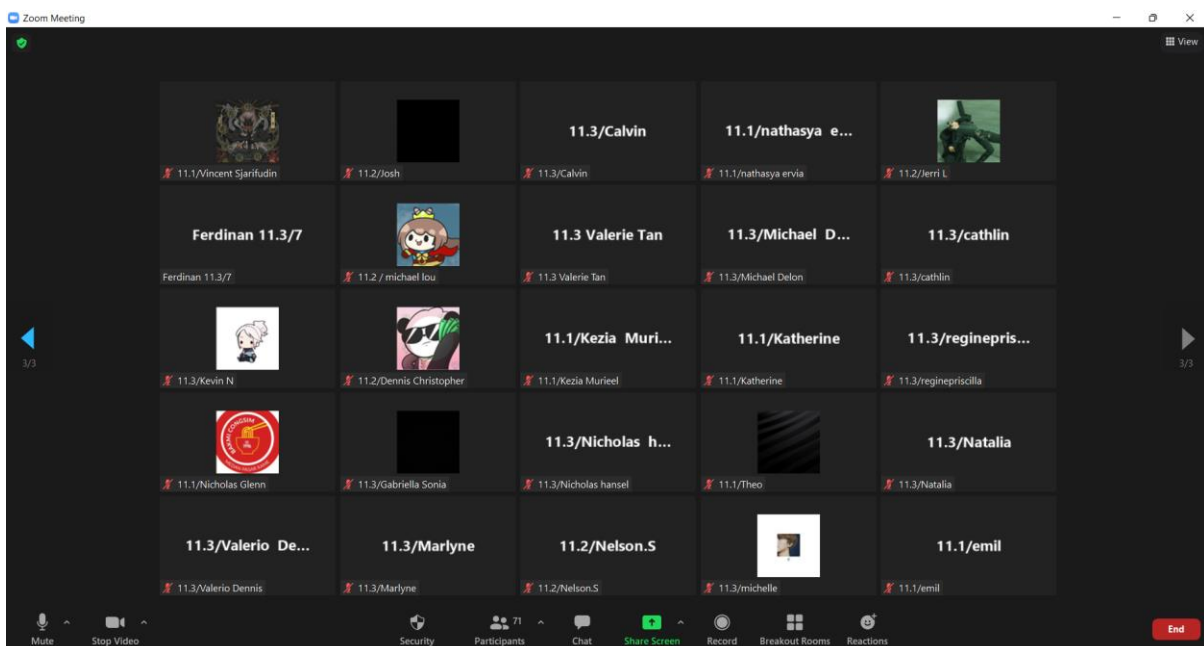 Zoom Meeting
View
11.1/Vincent Sjarifudin
11.2/Josh
11.3/Calvin
11.3/Calvin
11.1/nathasya e...
11.1/nathasya ervia
11.2/Jerri L
Ferdinan 11.3/7
Ferdinan 11.3/7
11.2 / michael lou
11.3 Valerie Tan
11.3 Valerie Tan
11.3/Michael D...
11.3/Michael Delon
11.3/cathlin
11.3/cathlin
3/3
11.3/Kevin N
11.2/Dennis Christopher
11.1/Kezia Muri...
11.1/Kezia Murieel
11.1/Katherine
11.1/Katherine
11.3/reginepris...
11.3/reginepriscilla
3/3
BAKMI CONGSIM
11.1/Nicholas Glenn
11.3/Gabriella Sonia
11.3/Nicholas h...
11.3/Nicholas hansel
11.1/Theo
11.3/Natalia
11.3/Natalia
11.3/Valerio De...
11.3/Valerio Dennis
11.3/Marlyne
11.3/Marlyne
11.2/Nelson.S
11.2/Nelson.S
11.3/michelle
11.1/emil
11.1/emil
Mute
Stop Video
Security
71
Participants
Chat
Share Screen
Record
Breakout Rooms
Reactions
End